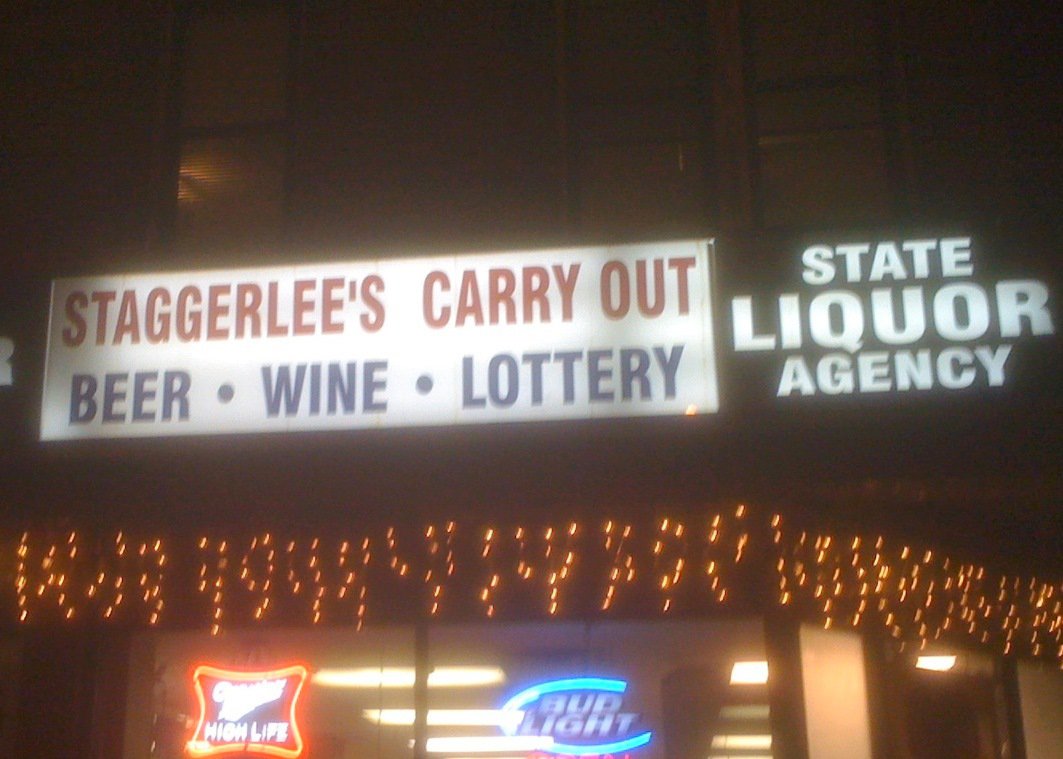 STAGGERLEE'S CARRY OUT
BEER • WINE • LOTTERY
STATE
LIQUOR
AGENCY
R
HIGH LIFE
BUD
LIGHT